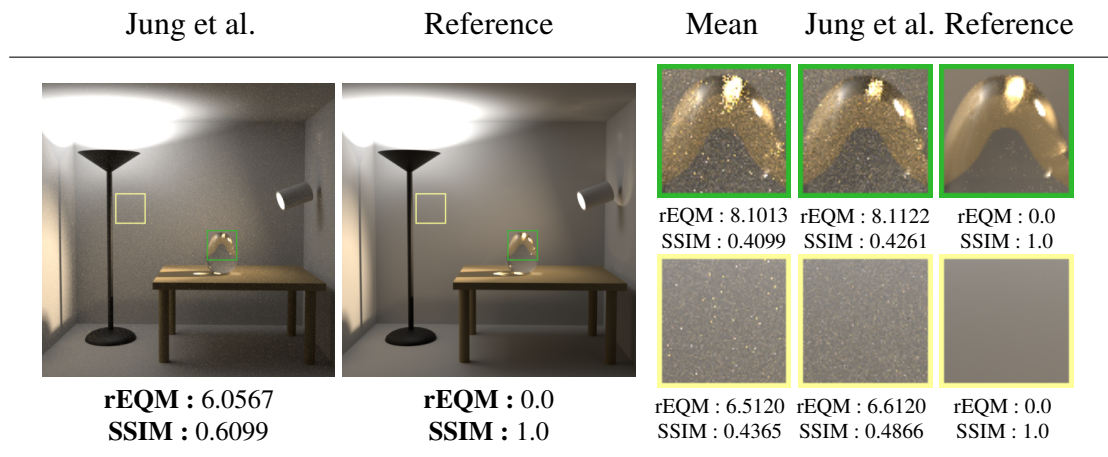 Jung et al. Reference Mean Jung et al. Reference
rEQM : 8.1013 rEQM : 8.1122 rEQM : 0.0
SSIM : 0.4099 SSIM : 0.4261 SSIM : 1.0
rEQM : 6.0567 rEQM : 0.0
SSIM : 0.6099 SSIM : 1.0
rEQM : 6.5120 rEQM : 6.6120 rEQM : 0.0
SSIM : 0.4365 SSIM : 0.4866 SSIM : 1.0